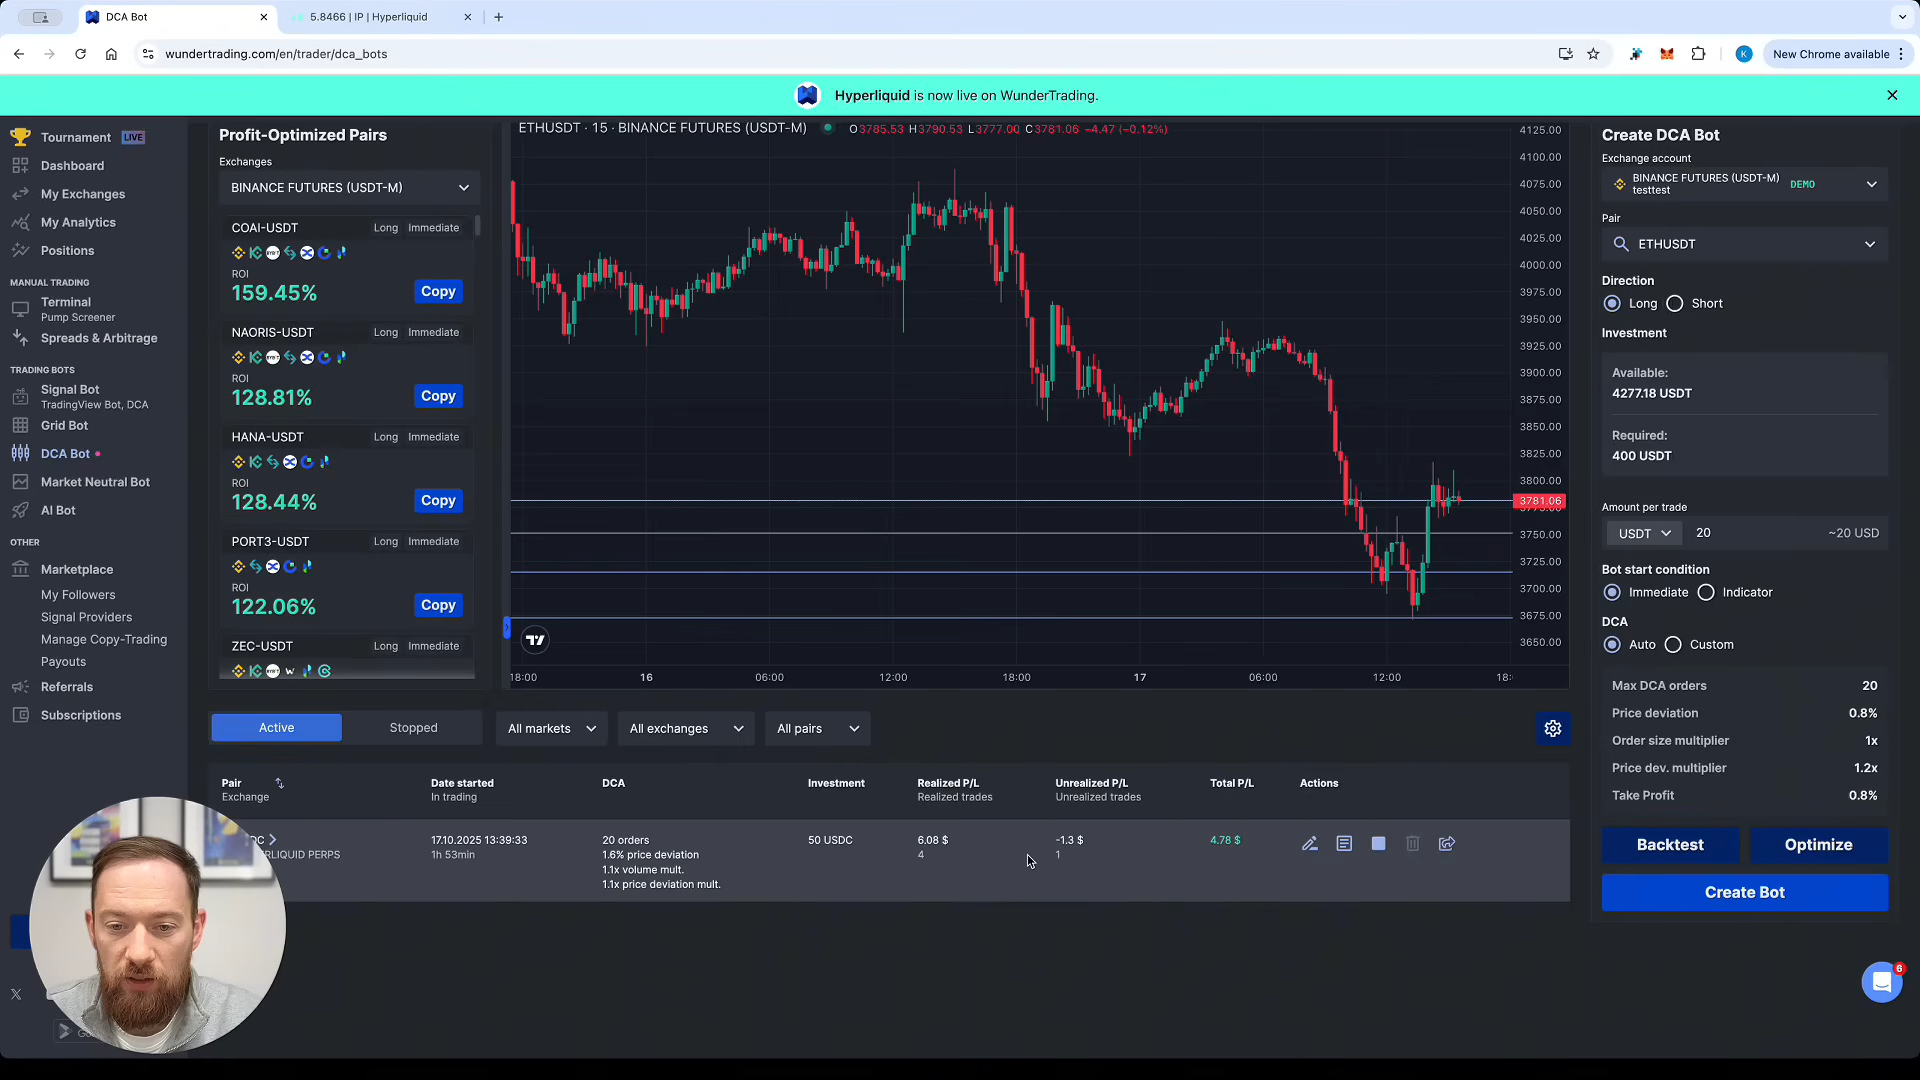 DCA Bot
5.8466 | IP | Hyperliquid
wundertrading.com/en/trader/dca_bots
K
New Chrome available
Hyperliquid is now live on WunderTrading.
Tournament LIVE
Dashboard
My Exchanges
My Analytics
Positions
MANUAL TRADING
Terminal
Pump Screener
Spreads & Arbitrage
TRADING BOTS
Signal Bot
TradingView Bot, DCA
Grid Bot
DCA Bot
Market Neutral Bot
AI Bot
OTHER
Marketplace
My Followers
Signal Providers
Manage Copy-Trading
Payouts
Referrals
Subscriptions
Profit-Optimized Pairs
Exchanges
BINANCE FUTURES (USDT-M)
COAI-USDT Long Immediate
ROI
159.45% Copy
NAORIS-USDT Long Immediate
ROI
128.81% Copy
HANA-USDT Long Immediate
ROI
128.44% Copy
PORT3-USDT Long Immediate
ROI
122.06% Copy
ZEC-USDT Long Immediate
ETHUSDT · 15 · BINANCE FUTURES (USDT-M) O3785.53 H3790.53 L3777.00 C3781.06 −4.47 (−0.12%)
4125.00
4100.00
4075.00
4050.00
4025.00
4000.00
3975.00
3950.00
3925.00
3900.00
3875.00
3850.00
3825.00
3800.00
3781.06
3750.00
3725.00
3700.00
3675.00
3650.00
18:00 16 06:00 12:00 18:00 17 06:00 12:00 18:
Create DCA Bot
Exchange account
BINANCE FUTURES (USDT-M)
testtest
DEMO
Pair
ETHUSDT
Direction
Long Short
Investment
Available:
4277.18 USDT
Required:
400 USDT
Amount per trade
USDT 20 ~20 USD
Bot start condition
Immediate Indicator
DCA
Auto Custom
Max DCA orders 20
Price deviation 0.8%
Order size multiplier 1x
Price dev. multiplier 1.2x
Take Profit 0.8%
Backtest Optimize
Create Bot
Active Stopped All markets All exchanges All pairs
Pair
Exchange
Date started
In trading
DCA
Investment
Realized P/L
Realized trades
Unrealized P/L
Unrealized trades
Total P/L
Actions
17.10.2025 13:39:33
1h 53min
20 orders
1.6% price deviation
1.1x volume mult.
1.1x price deviation mult.
50 USDC
6.08 $
4
-1.3 $
1
4.78 $
PERPS
6